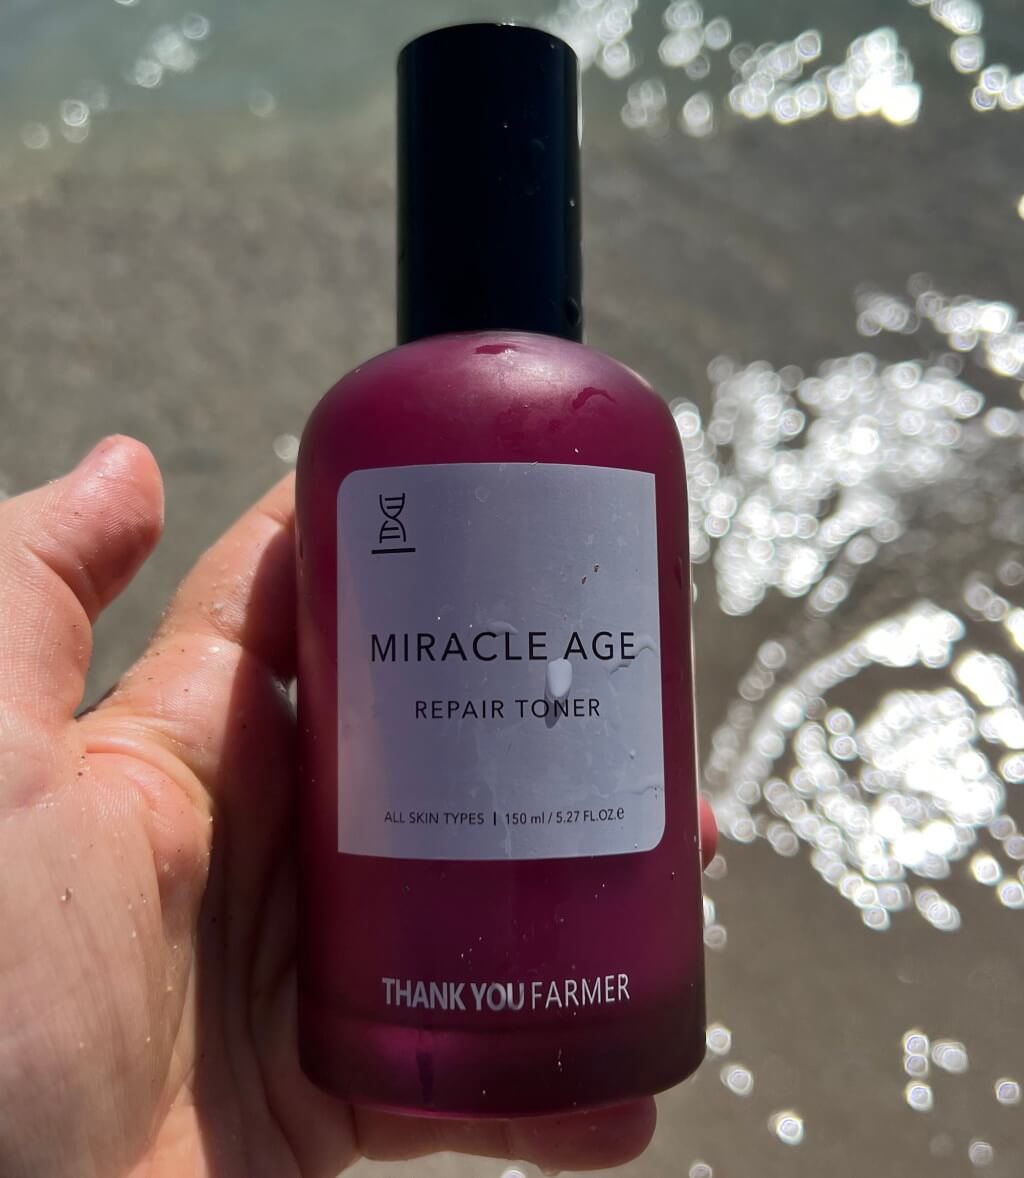 MIRACLE AGE
REPAIR TONER
ALL SKIN TYPES | 150 ml / 5.27 FL.OZ.e
THANK YOU FARMER